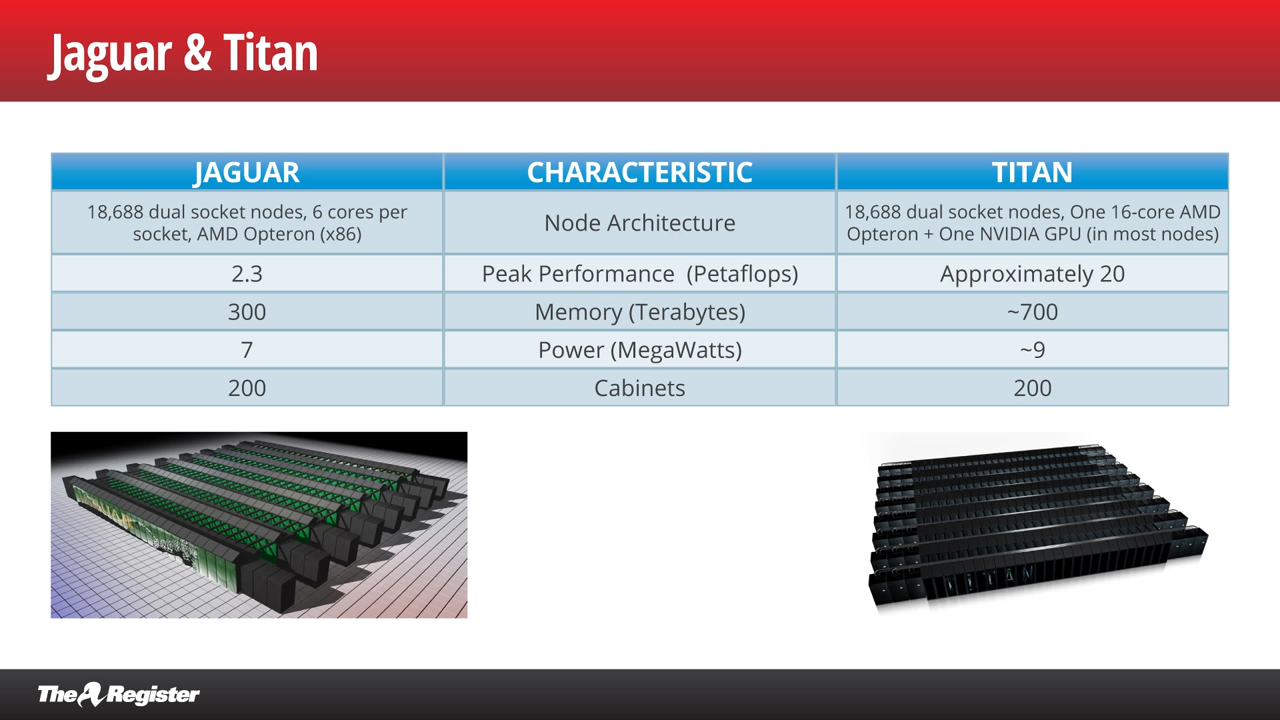 Jaguar & Titan
JAGUAR CHARACTERISTIC TITAN
18,688 dual socket nodes, 6 cores per
socket, AMD Opteron (x86)
Node Architecture
18,688 dual socket nodes, One 16-core AMD
Opteron + One NVIDIA GPU (in most nodes)
2.3 Peak Performance (Petaflops) Approximately 20
300 Memory (Terabytes) ~700
7 Power (MegaWatts) ~9
200 Cabinets 200
TITAN
The Register